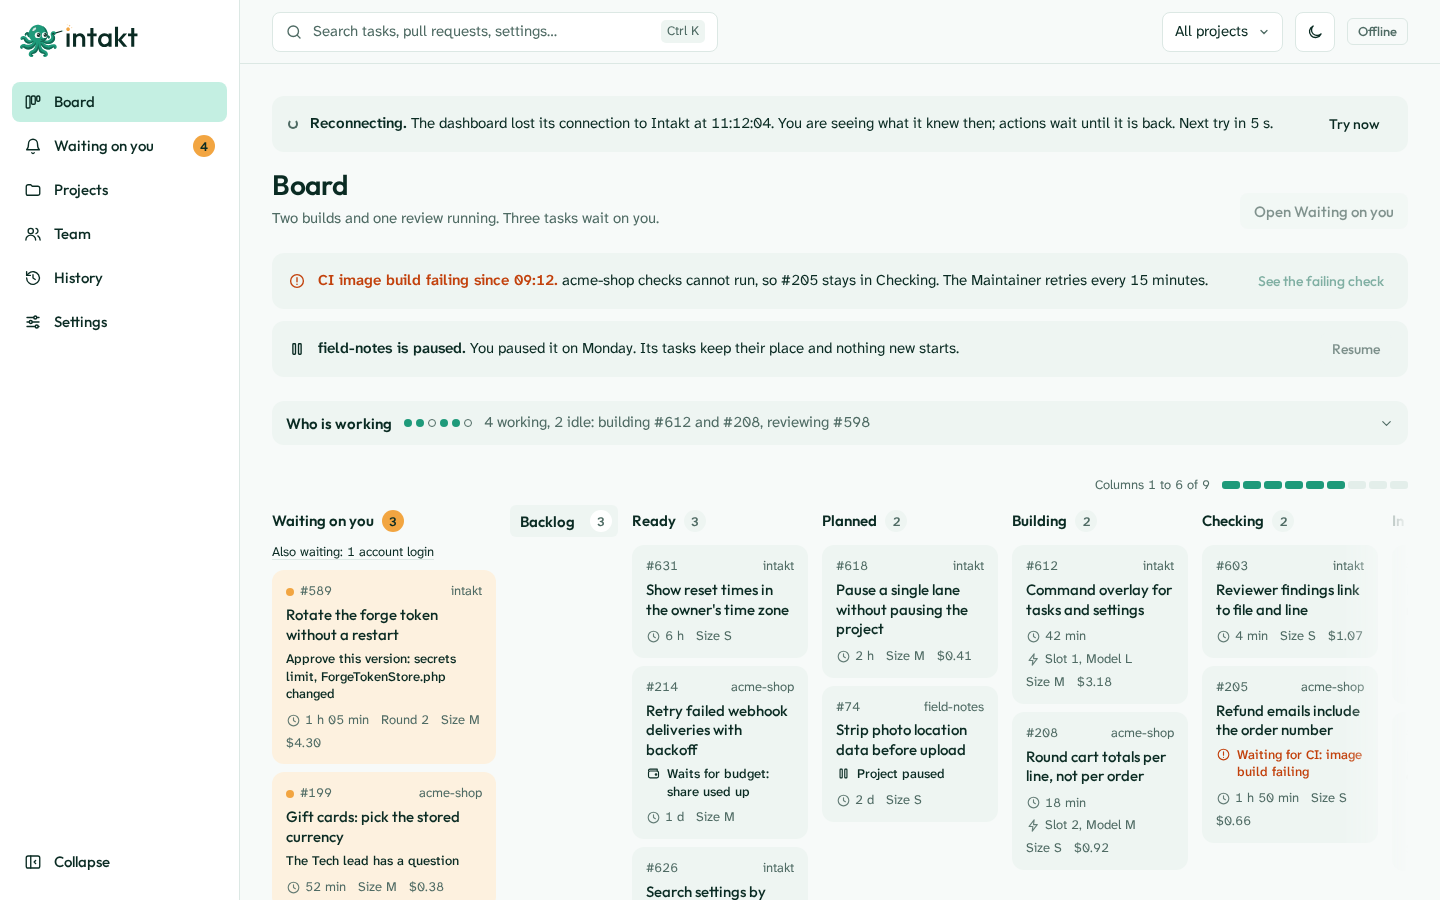 intakt
Search tasks, pull requests, settings...
Ctrl K
All projects
Offline
Board
Waiting on you
4
Projects
Team
History
Settings
Collapse
Reconnecting. The dashboard lost its connection to Intakt at 11:12:04. You are seeing what it knew then; actions wait until it is back. Next try in 5 s.
Try now
Board
Two builds and one review running. Three tasks wait on you.
Open Waiting on you
CI image build failing since 09:12. acme-shop checks cannot run, so #205 stays in Checking. The Maintainer retries every 15 minutes.
See the failing check
field-notes is paused. You paused it on Monday. Its tasks keep their place and nothing new starts.
Resume
Who is working
4 working, 2 idle: building #612 and #208, reviewing #598
Columns 1 to 6 of 9
Waiting on you 3
Also waiting: 1 account login
#589 intakt
Rotate the forge token
without a restart
Approve this version: secrets
limit, ForgeTokenStore.php
changed
1 h 05 min Round 2 Size M
$4.30
#199 acme-shop
Gift cards: pick the stored
currency
The Tech lead has a question
52 min Size M $0.38
Backlog 3
Ready 3
#631 intakt
Show reset times in
the owner's time zone
6 h Size S
#214 acme-shop
Retry failed webhook
deliveries with
backoff
Waits for budget:
share used up
1 d Size M
#626 intakt
Search settings by
Planned 2
#618 intakt
Pause a single lane
without pausing the
project
2 h Size M $0.41
#74 field-notes
Strip photo location
data before upload
Project paused
2 d Size S
Building 2
#612 intakt
Command overlay for
tasks and settings
42 min
Slot 1, Model L
Size M $3.18
#208 acme-shop
Round cart totals per
line, not per order
18 min
Slot 2, Model M
Size S $0.92
Checking 2
#603 intakt
Reviewer findings link
to file and line
4 min Size S $1.07
#205 acme-shop
Refund emails include
the order number
Waiting for CI: image
build failing
1 h 50 min Size S
$0.66
In